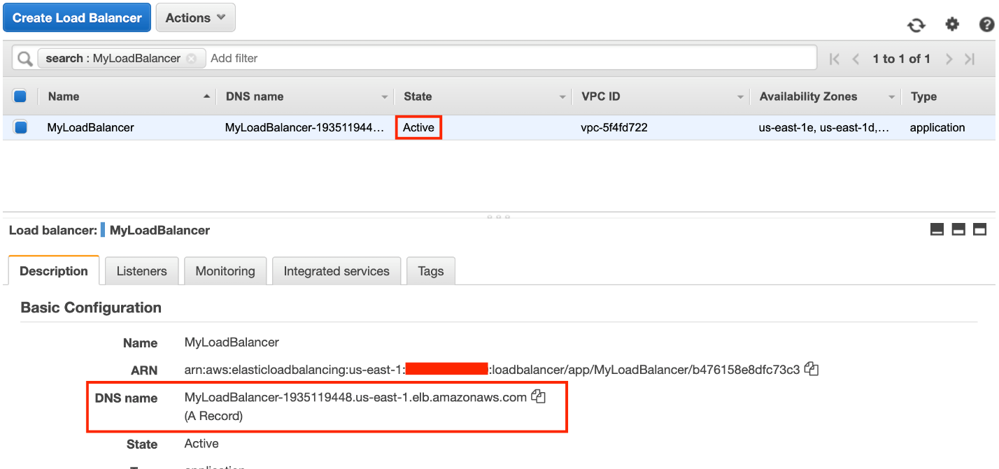 Create Load Balancer Actions
search : MyLoadBalancer Add filter 1 to 1 of 1
Name DNS name State VPC ID Availability Zones Type
MyLoadBalancer MyLoadBalancer-193511944… Active vpc-5f4fd722 us-east-1e, us-east-1d,… application
Load balancer: MyLoadBalancer
Description Listeners Monitoring Integrated services Tags
Basic Configuration
Name MyLoadBalancer
ARN arn:aws:elasticloadbalancing:us-east-1: :loadbalancer/app/MyLoadBalancer/b476158e8dfc73c3
DNS name MyLoadBalancer-1935119448.us-east-1.elb.amazonaws.com
(A Record)
State Active